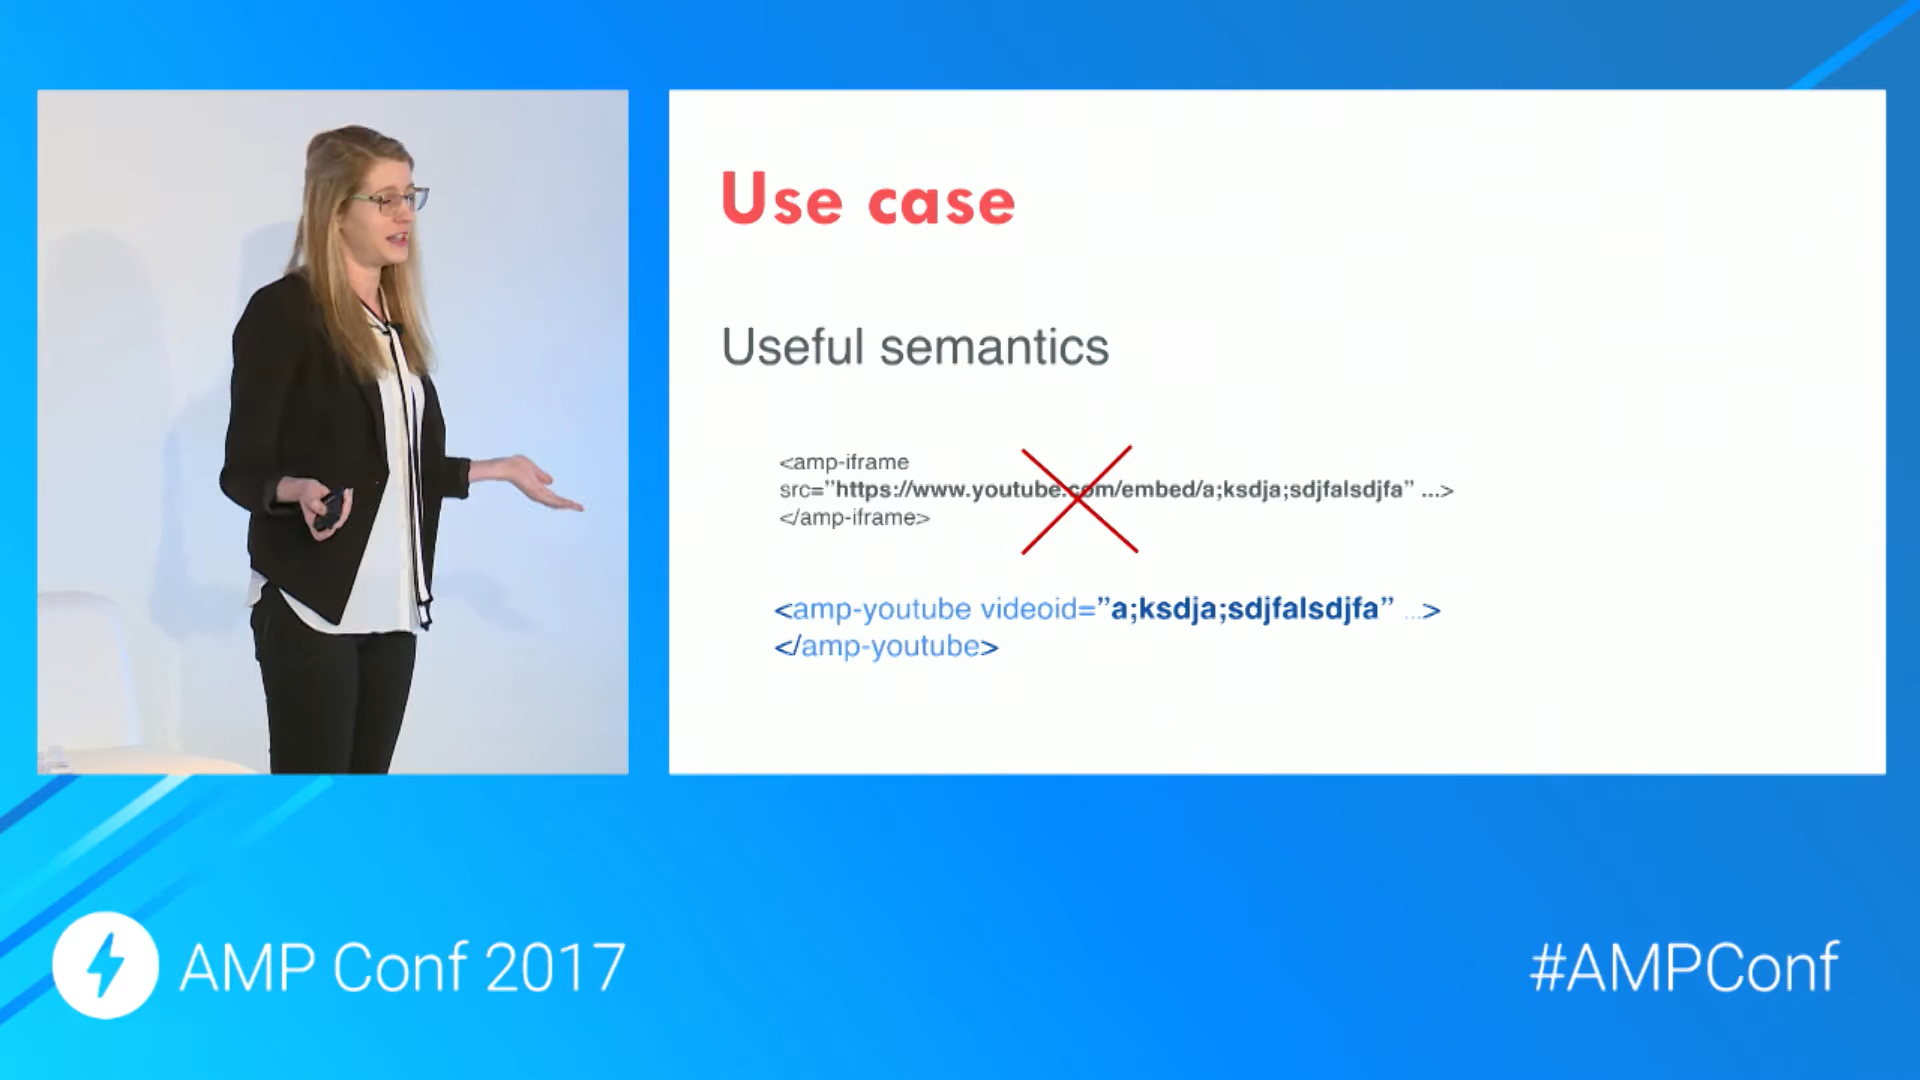 Use case
Useful semantics
<amp-iframe
src=”https://www.youtube.com/embed/a;ksdja;sdjfalsdjfa” ...>
</amp-iframe>
<amp-youtube videoid=”a;ksdja;sdjfalsdjfa” ...>
</amp-youtube>
AMP Conf 2017
#AMPConf